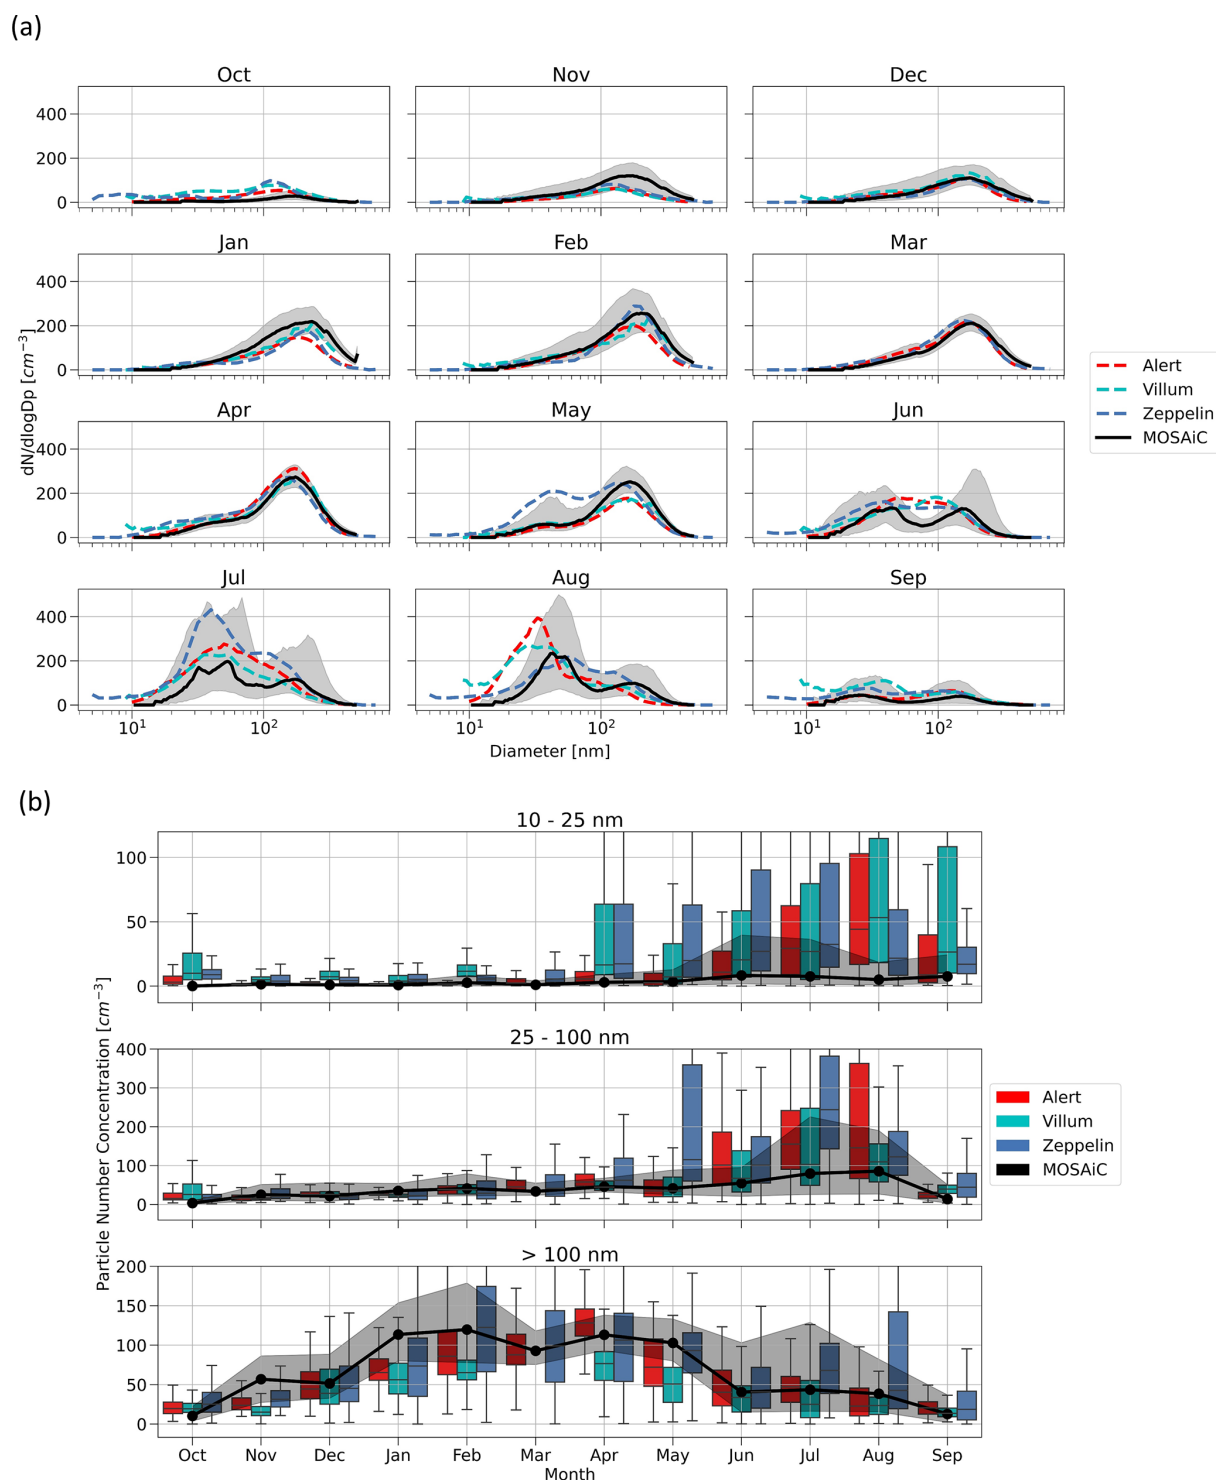 (a)
Oct Nov Dec
400
200
0
Jan Feb Mar
400
200
0
Apr May Jun
400
200
0
Jul Aug Sep
400
200
0
10¹ 10² 10¹ 10² 10¹ 10²
Diameter [nm]
dN/dlogDp [cm⁻³]
Alert
Villum
Zeppelin
MOSAiC
(b)
10 - 25 nm
100
50
0
25 - 100 nm
400
300
200
100
0
> 100 nm
200
150
100
50
0
Oct Nov Dec Jan Feb Mar Apr May Jun Jul Aug Sep
Month
Particle Number Concentration [cm⁻³]
Alert
Villum
Zeppelin
MOSAiC